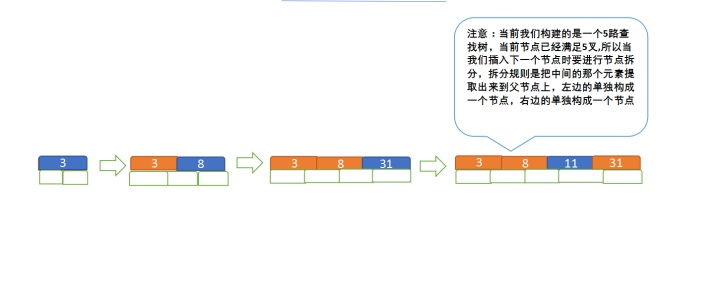 注意：当前我们构建的是一个5路查
找树，当前节点已经满足5叉,所以当
我们插入下一个节点时要进行节点拆
分，拆分规则是把中间的那个元素提
取出来到父节点上，左边的单独构成
一个节点，右边的单独构成一个节点
3
3 8
3 8 31
3 8 11 31